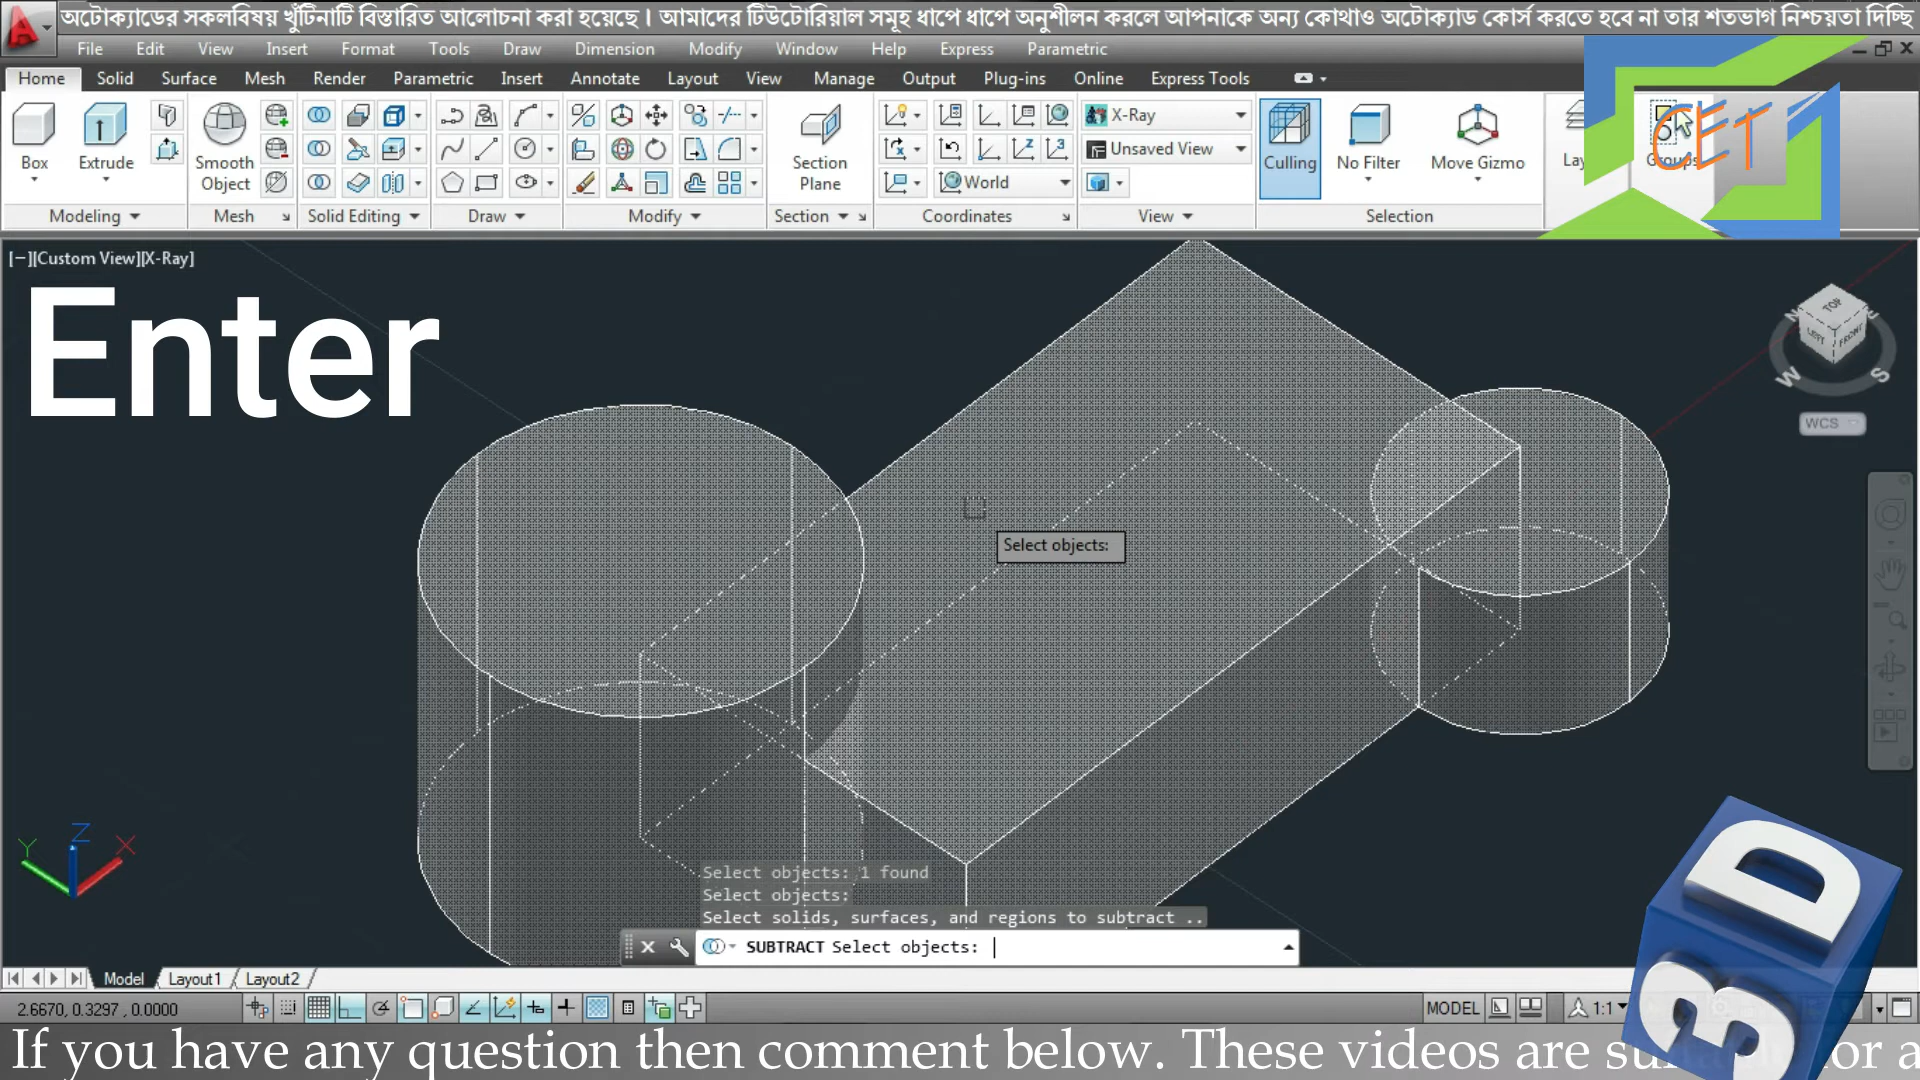 অটোক্যাডের সকলবিষয় খুঁটিনাটি বিস্তারিত আলোচনা করা হয়েছে। আমাদের টিউটোরিয়াল সমূহ ধাপে ধাপে অনুশীলন করলে আপনাকে অন্য কোথাও অটোক্যাড কোর্স করতে হবে না তার শতভাগ নিশ্চয়তা দিচ্ছি
File Edit View Insert Format Tools Draw Dimension Modify Window Help Express Parametric
Home Solid Surface Mesh Render Parametric Insert Annotate Layout View Manage Output Plug-ins Online Express Tools
X-Ray
Unsaved View
World
Box Extrude Smooth Object Section Plane Culling No Filter Move Gizmo Groups
CET
Modeling Mesh Solid Editing Draw Modify Section Coordinates View Selection
[−][Custom View][X-Ray]
Enter
TOP
LEFT FRONT
N W S
WCS
Select objects:
Y Z X
Select objects: 1 found
Select objects:
Select solids, surfaces, and regions to subtract ..
SUBTRACT Select objects:
Model Layout1 Layout2
2.6670, 0.3297 , 0.0000
MODEL 1:1
3D
If you have any question then comment below. These videos are